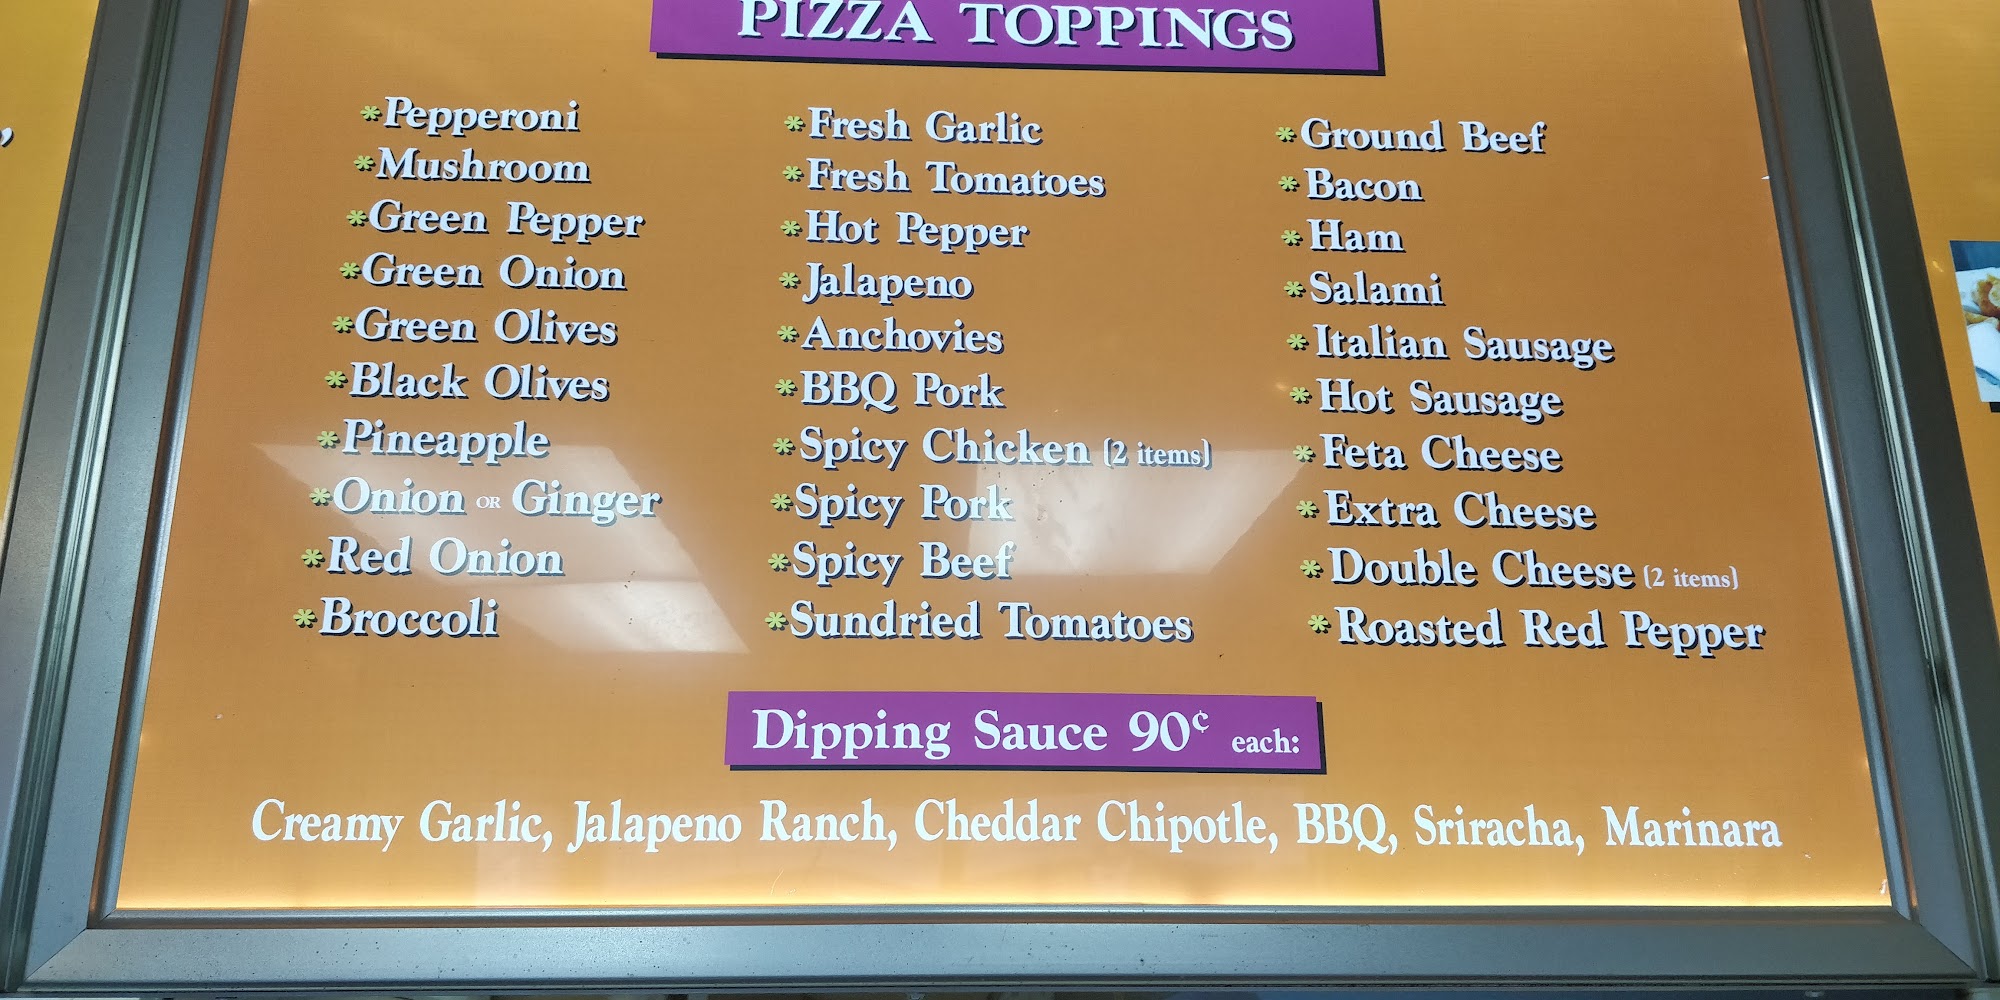 PIZZA TOPPINGS
*Pepperoni
*Mushroom
*Green Pepper
*Green Onion
*Green Olives
*Black Olives
*Pineapple
*Onion OR Ginger
*Red Onion
*Broccoli
*Fresh Garlic
*Fresh Tomatoes
*Hot Pepper
*Jalapeno
*Anchovies
*BBQ Pork
*Spicy Chicken (2 items)
*Spicy Pork
*Spicy Beef
*Sundried Tomatoes
*Ground Beef
*Bacon
*Ham
*Salami
*Italian Sausage
*Hot Sausage
*Feta Cheese
*Extra Cheese
*Double Cheese (2 items)
*Roasted Red Pepper
Dipping Sauce 90¢ each:
Creamy Garlic, Jalapeno Ranch, Cheddar Chipotle, BBQ, Sriracha, Marinara